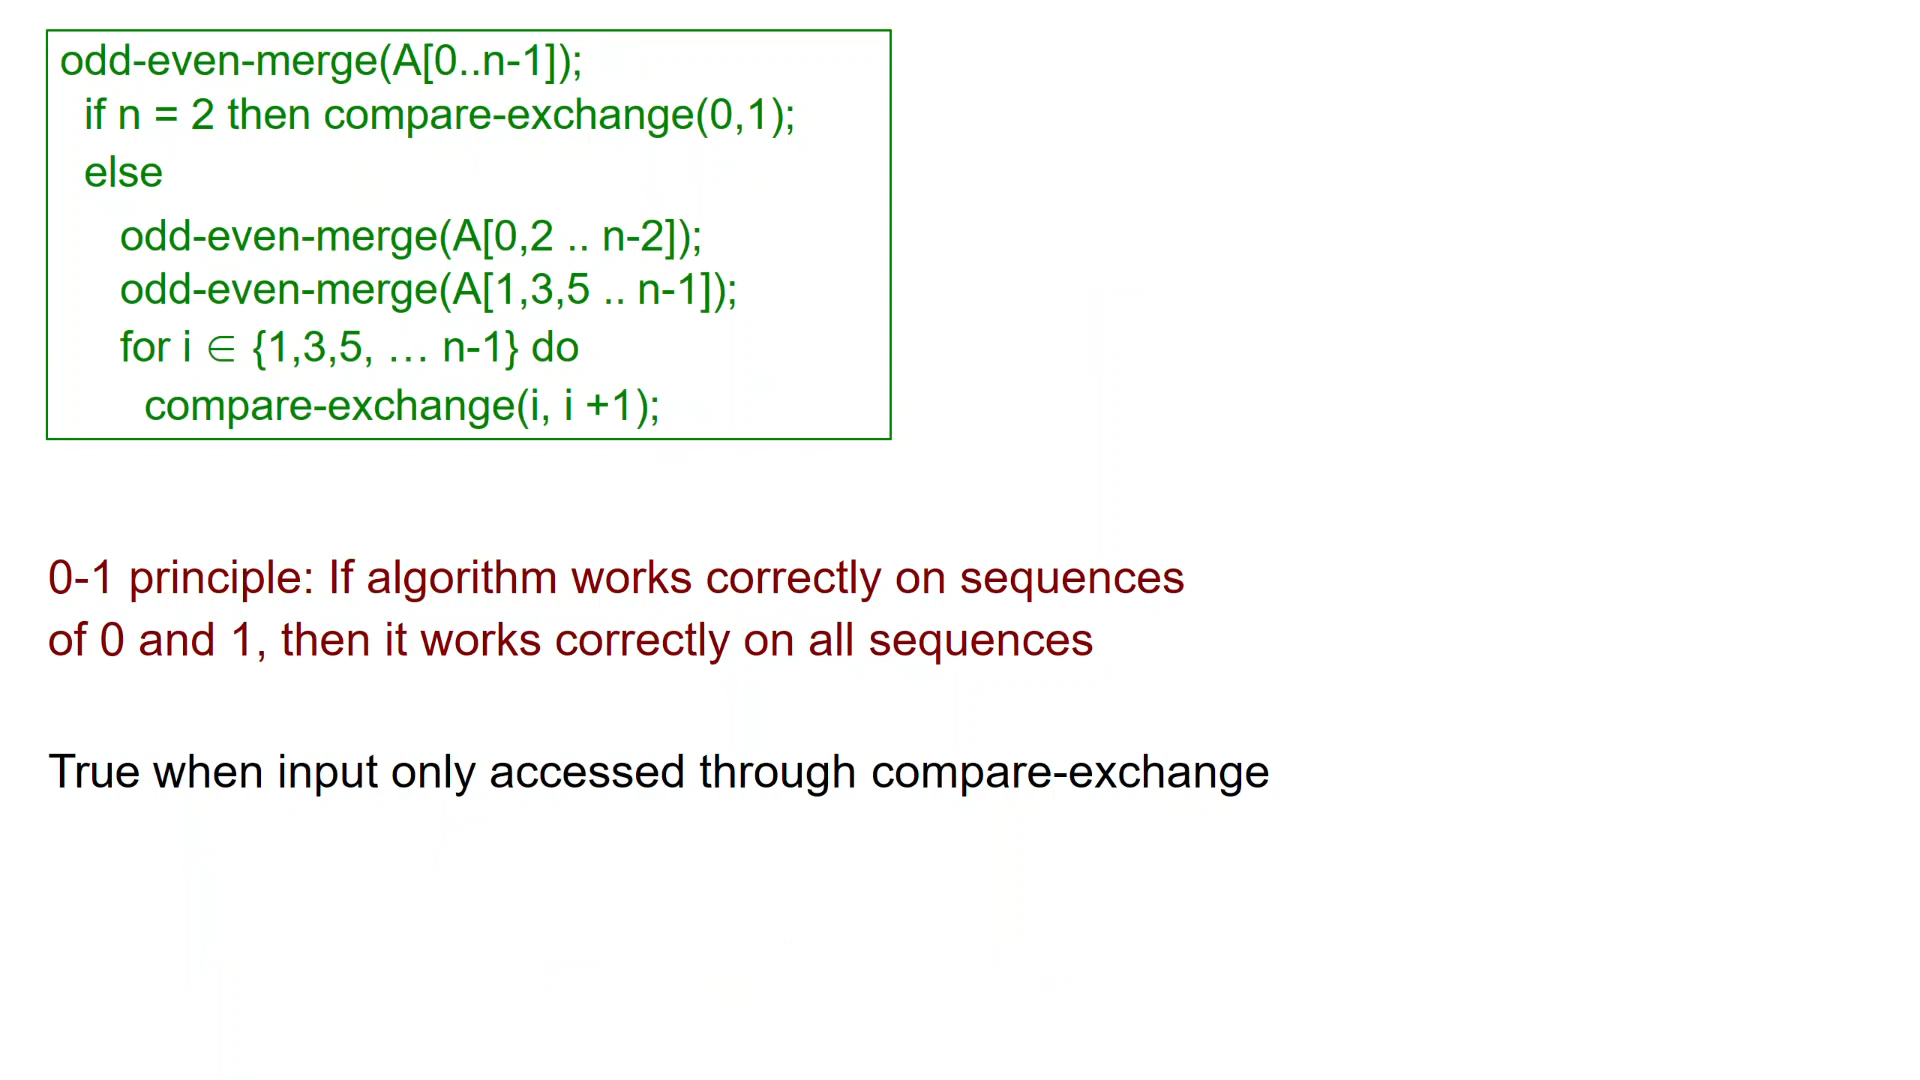 odd-even-merge(A[0..n-1]);
if n = 2 then compare-exchange(0,1);
else
odd-even-merge(A[0,2 .. n-2]);
odd-even-merge(A[1,3,5 .. n-1]);
for i ∈ {1,3,5, … n-1} do
compare-exchange(i, i +1);
0-1 principle: If algorithm works correctly on sequences
of 0 and 1, then it works correctly on all sequences
True when input only accessed through compare-exchange